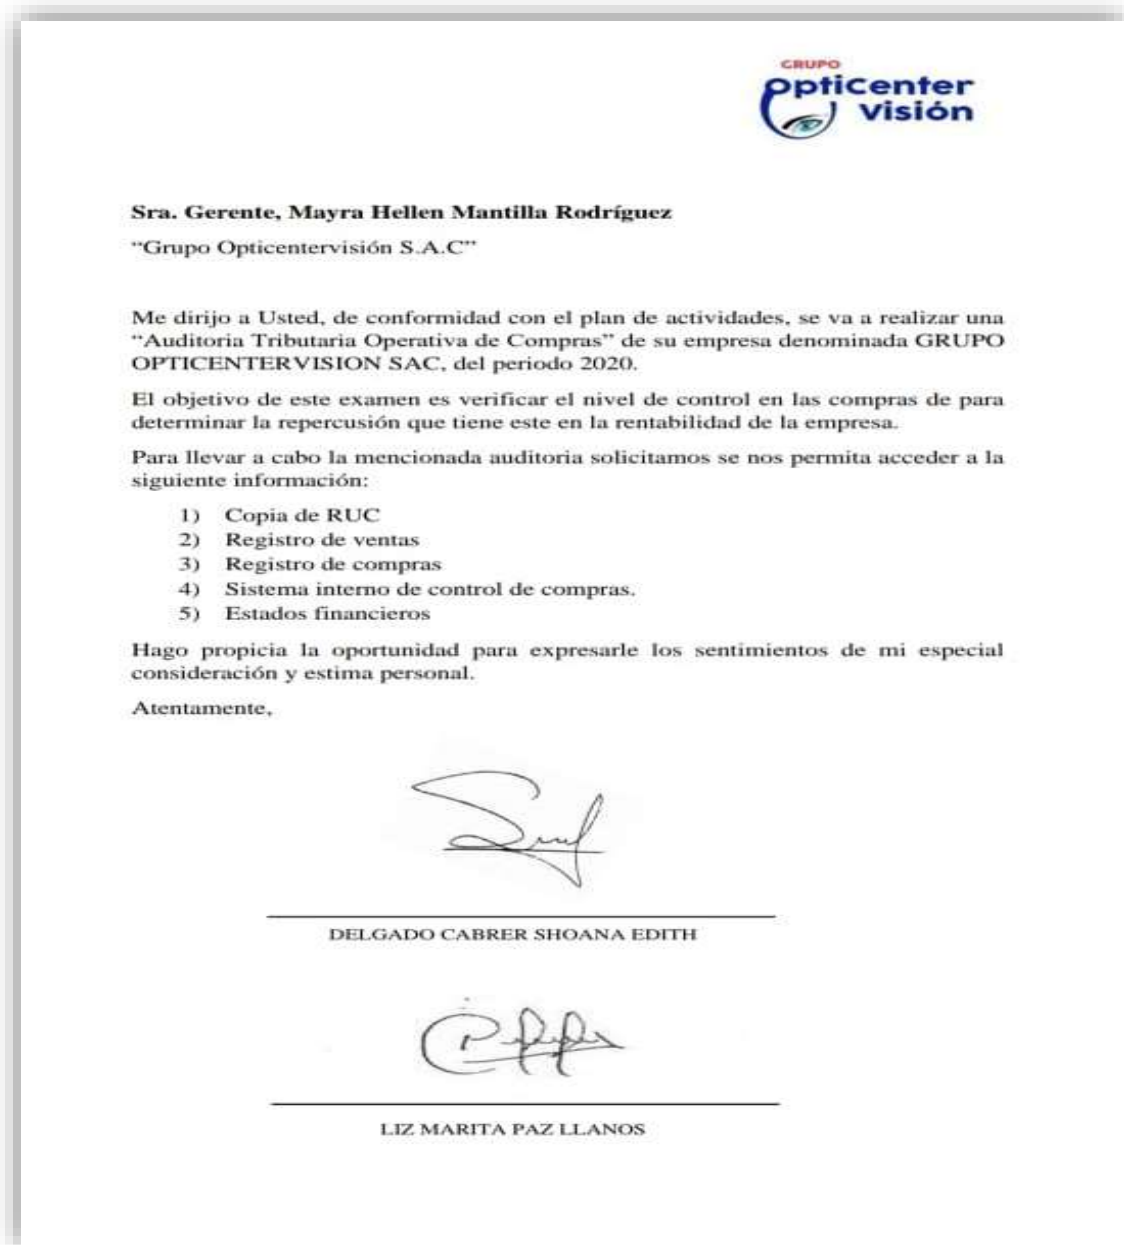 GRUPO
opticenter
visión
Sra. Gerente, Mayra Hellen Mantilla Rodríguez
“Grupo Opticentervisión S.A.C”
Me dirijo a Usted, de conformidad con el plan de actividades, se va a realizar una
“Auditoria Tributaria Operativa de Compras” de su empresa denominada GRUPO
OPTICENTERVISION SAC, del periodo 2020.
El objetivo de este examen es verificar el nivel de control en las compras de para
determinar la repercusión que tiene este en la rentabilidad de la empresa.
Para llevar a cabo la mencionada auditoria solicitamos se nos permita acceder a la
siguiente información:
1) Copia de RUC
2) Registro de ventas
3) Registro de compras
4) Sistema interno de control de compras.
5) Estados financieros
Hago propicia la oportunidad para expresarle los sentimientos de mi especial
consideración y estima personal.
Atentamente,
DELGADO CABRER SHOANA EDITH
LIZ MARITA PAZ LLANOS